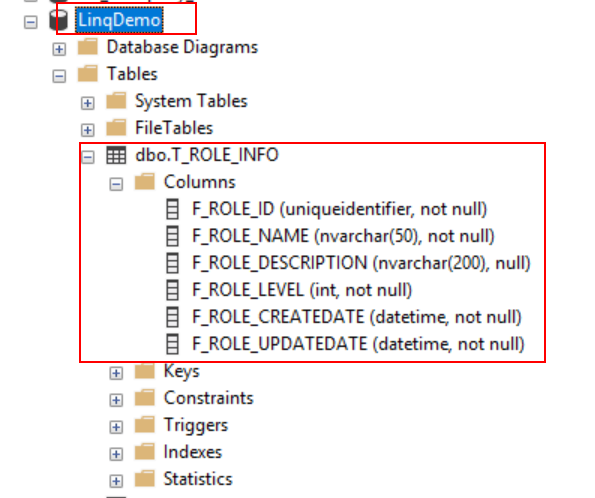 LinqDemo
Database Diagrams
Tables
System Tables
FileTables
dbo.T_ROLE_INFO
Columns
F_ROLE_ID (uniqueidentifier, not null)
F_ROLE_NAME (nvarchar(50), not null)
F_ROLE_DESCRIPTION (nvarchar(200), null)
F_ROLE_LEVEL (int, not null)
F_ROLE_CREATEDATE (datetime, not null)
F_ROLE_UPDATEDATE (datetime, not null)
Keys
Constraints
Triggers
Indexes
Statistics